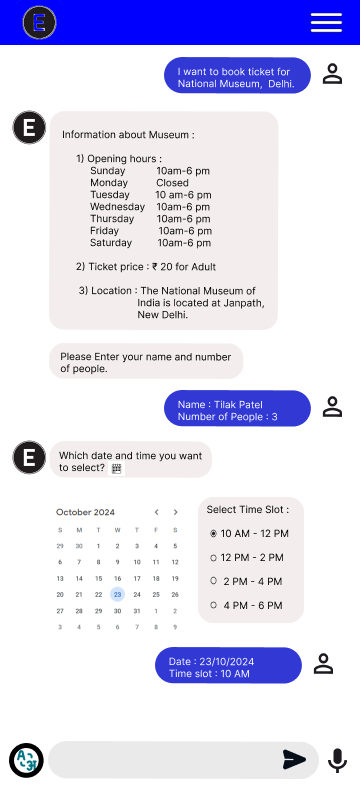 E
I want to book ticket for
National Museum, Delhi.
E
Information about Museum :
1) Opening hours :
Sunday 10am-6 pm
Monday Closed
Tuesday 10 am-6 pm
Wednesday 10am-6 pm
Thursday 10am-6 pm
Friday 10am-6 pm
Saturday 10am-6 pm
2) Ticket price : ₹ 20 for Adult
3) Location : The National Museum of
India is located at Janpath,
New Delhi.
Please Enter your name and number
of people.
Name : Tilak Patel
Number of People : 3
E
Which date and time you want
to select?
October 2024
S M T W T F S
29 30 1 2 3 4 5
6 7 8 9 10 11 12
13 14 15 16 17 18 19
20 21 22 23 24 25 26
27 28 29 30 31 1 2
3 4 5 6 7 8 9
Select Time Slot :
10 AM - 12 PM
12 PM - 2 PM
2 PM - 4 PM
4 PM - 6 PM
Date : 23/10/2024
Time slot : 10 AM
A अ